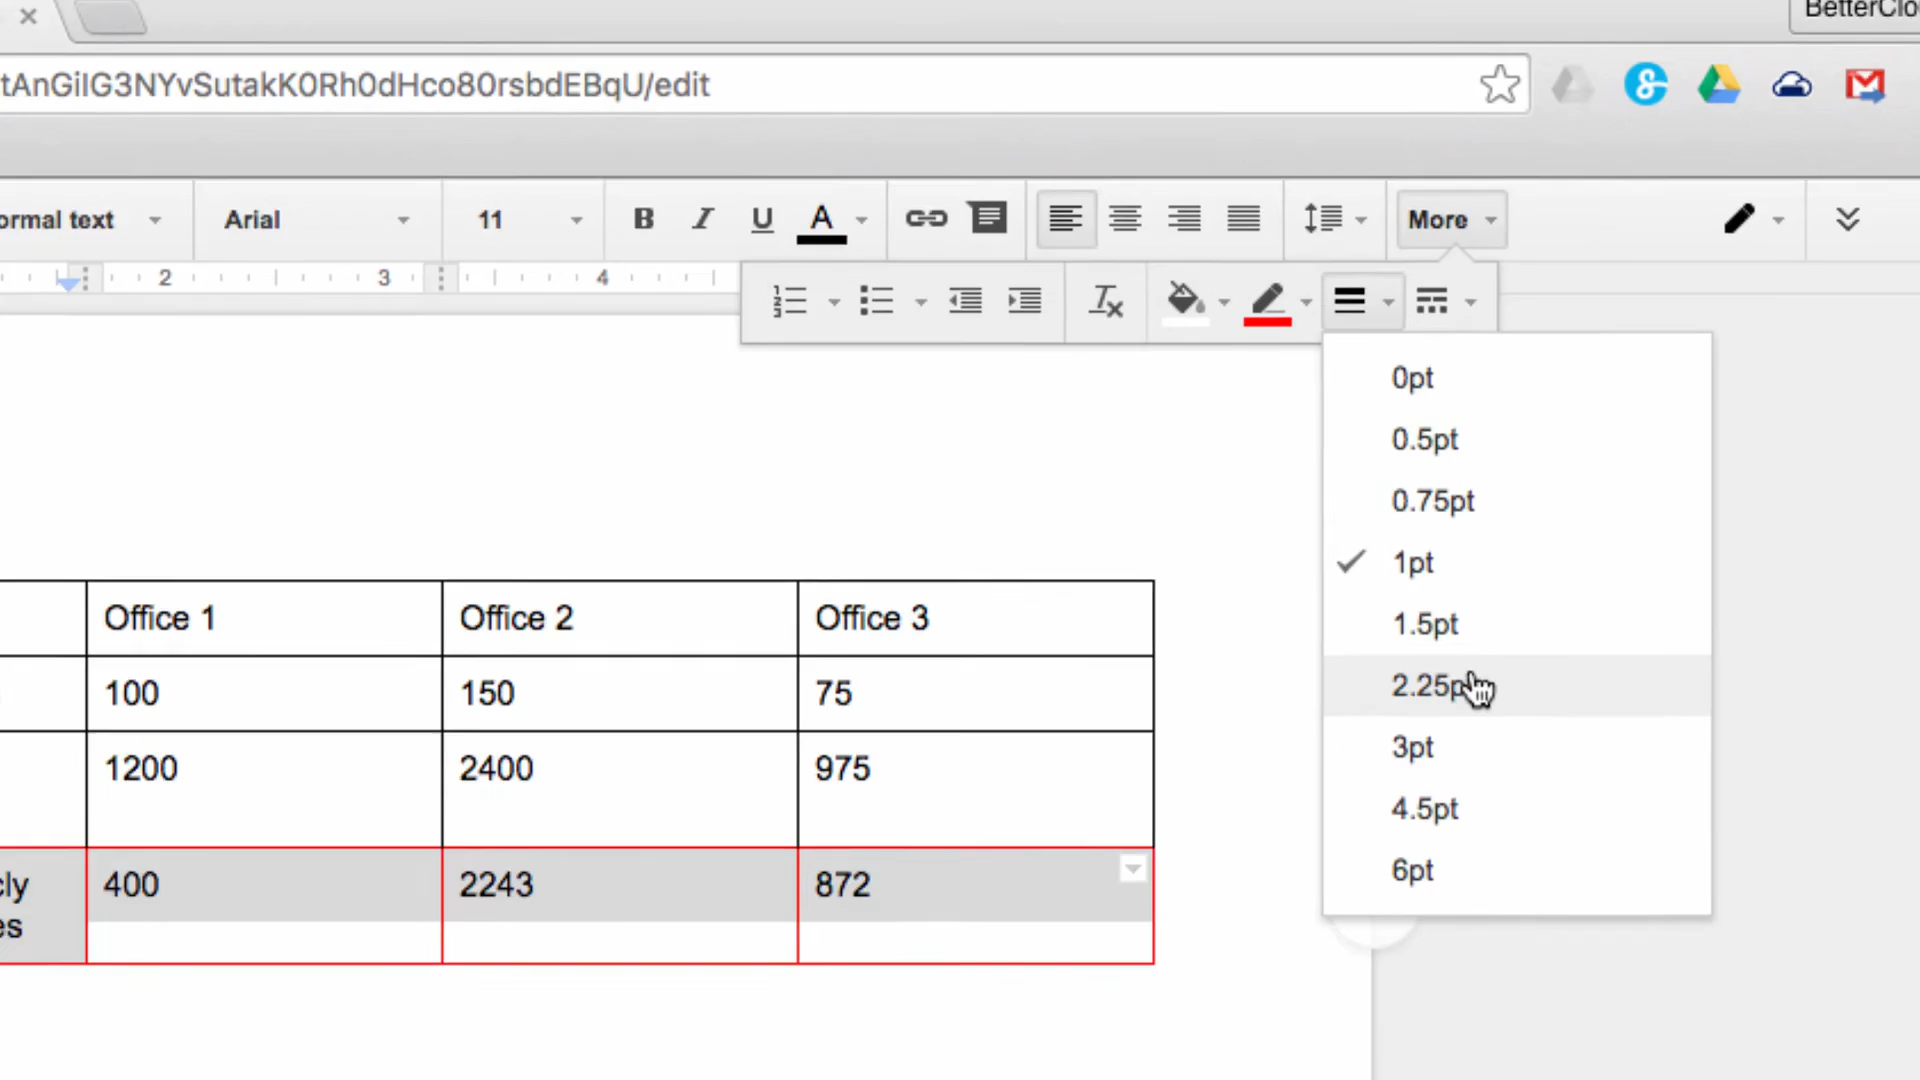 BetterClo
tAnGiIG3NYvSutakK0Rh0dHco80rsbdEBqU/edit
ormal text Arial 11 B I U A More
2 3 4
0pt
0.5pt
0.75pt
1pt
1.5pt
2.25p
3pt
4.5pt
6pt
Office 1 Office 2 Office 3
100 150 75
1200 2400 975
cly 400 2243 872
es